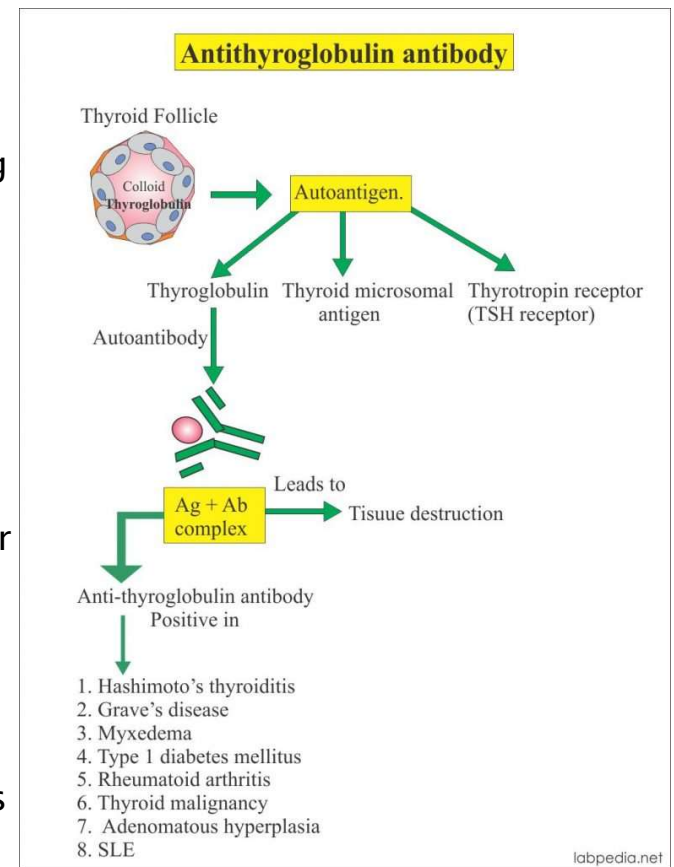 Antithyroglobulin antibody
Thyroid Follicle
g
Colloid
Thyroglobulin
Autoantigen.
Thyroglobulin
Thyroid microsomal
antigen
Thyrotropin receptor
(TSH receptor)
Autoantibody
Leads to
Ag + Ab
complex
Tisuue destruction
r
Anti-thyroglobulin antibody
Positive in
1. Hashimoto's thyroiditis
2. Grave's disease
3. Myxedema
4. Type 1 diabetes mellitus
5. Rheumatoid arthritis
s
6. Thyroid malignancy
7. Adenomatous hyperplasia
8. SLE
labpedia.net